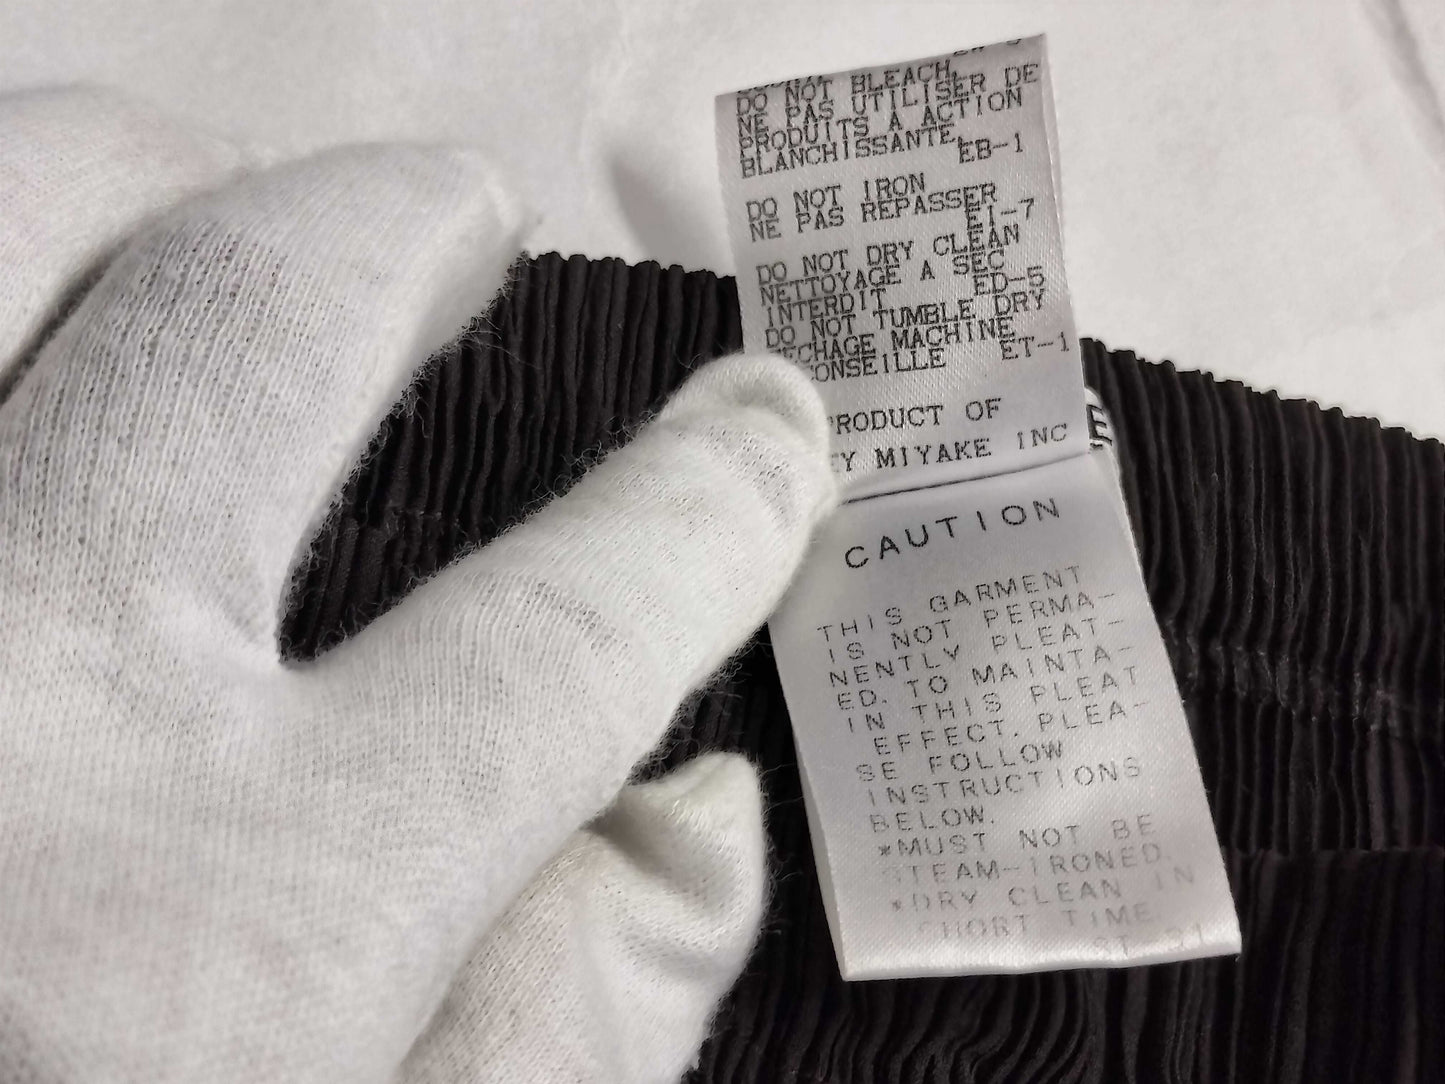 DO NOT BLEACH,
NE PAS UTILISER DE
PRODUITS A ACTION
BLANCHISSANTE,
EB-1
DO NOT IRON
NE PAS REPASSER
EI-7
DO NOT DRY CLEAN
NETTOYAGE A SEC
INTERDIT ED-5
DO NOT TUMBLE DRY
MACHINE
ET-1
OF
MIYAKE INC
E
CAUTION
THIS GARMENT
IS NOT PERMA-
NENTLY PLEAT-
ED. TO MAINTA-
IN THIS PLEAT
EFFECT, PLEA-
SE FOLLOW
INSTRUCTIONS
BELOW.
*MUST NOT BE
STEAM-IRONED.
*DRY CLEAN IN
SHORT TIME.
ST 21